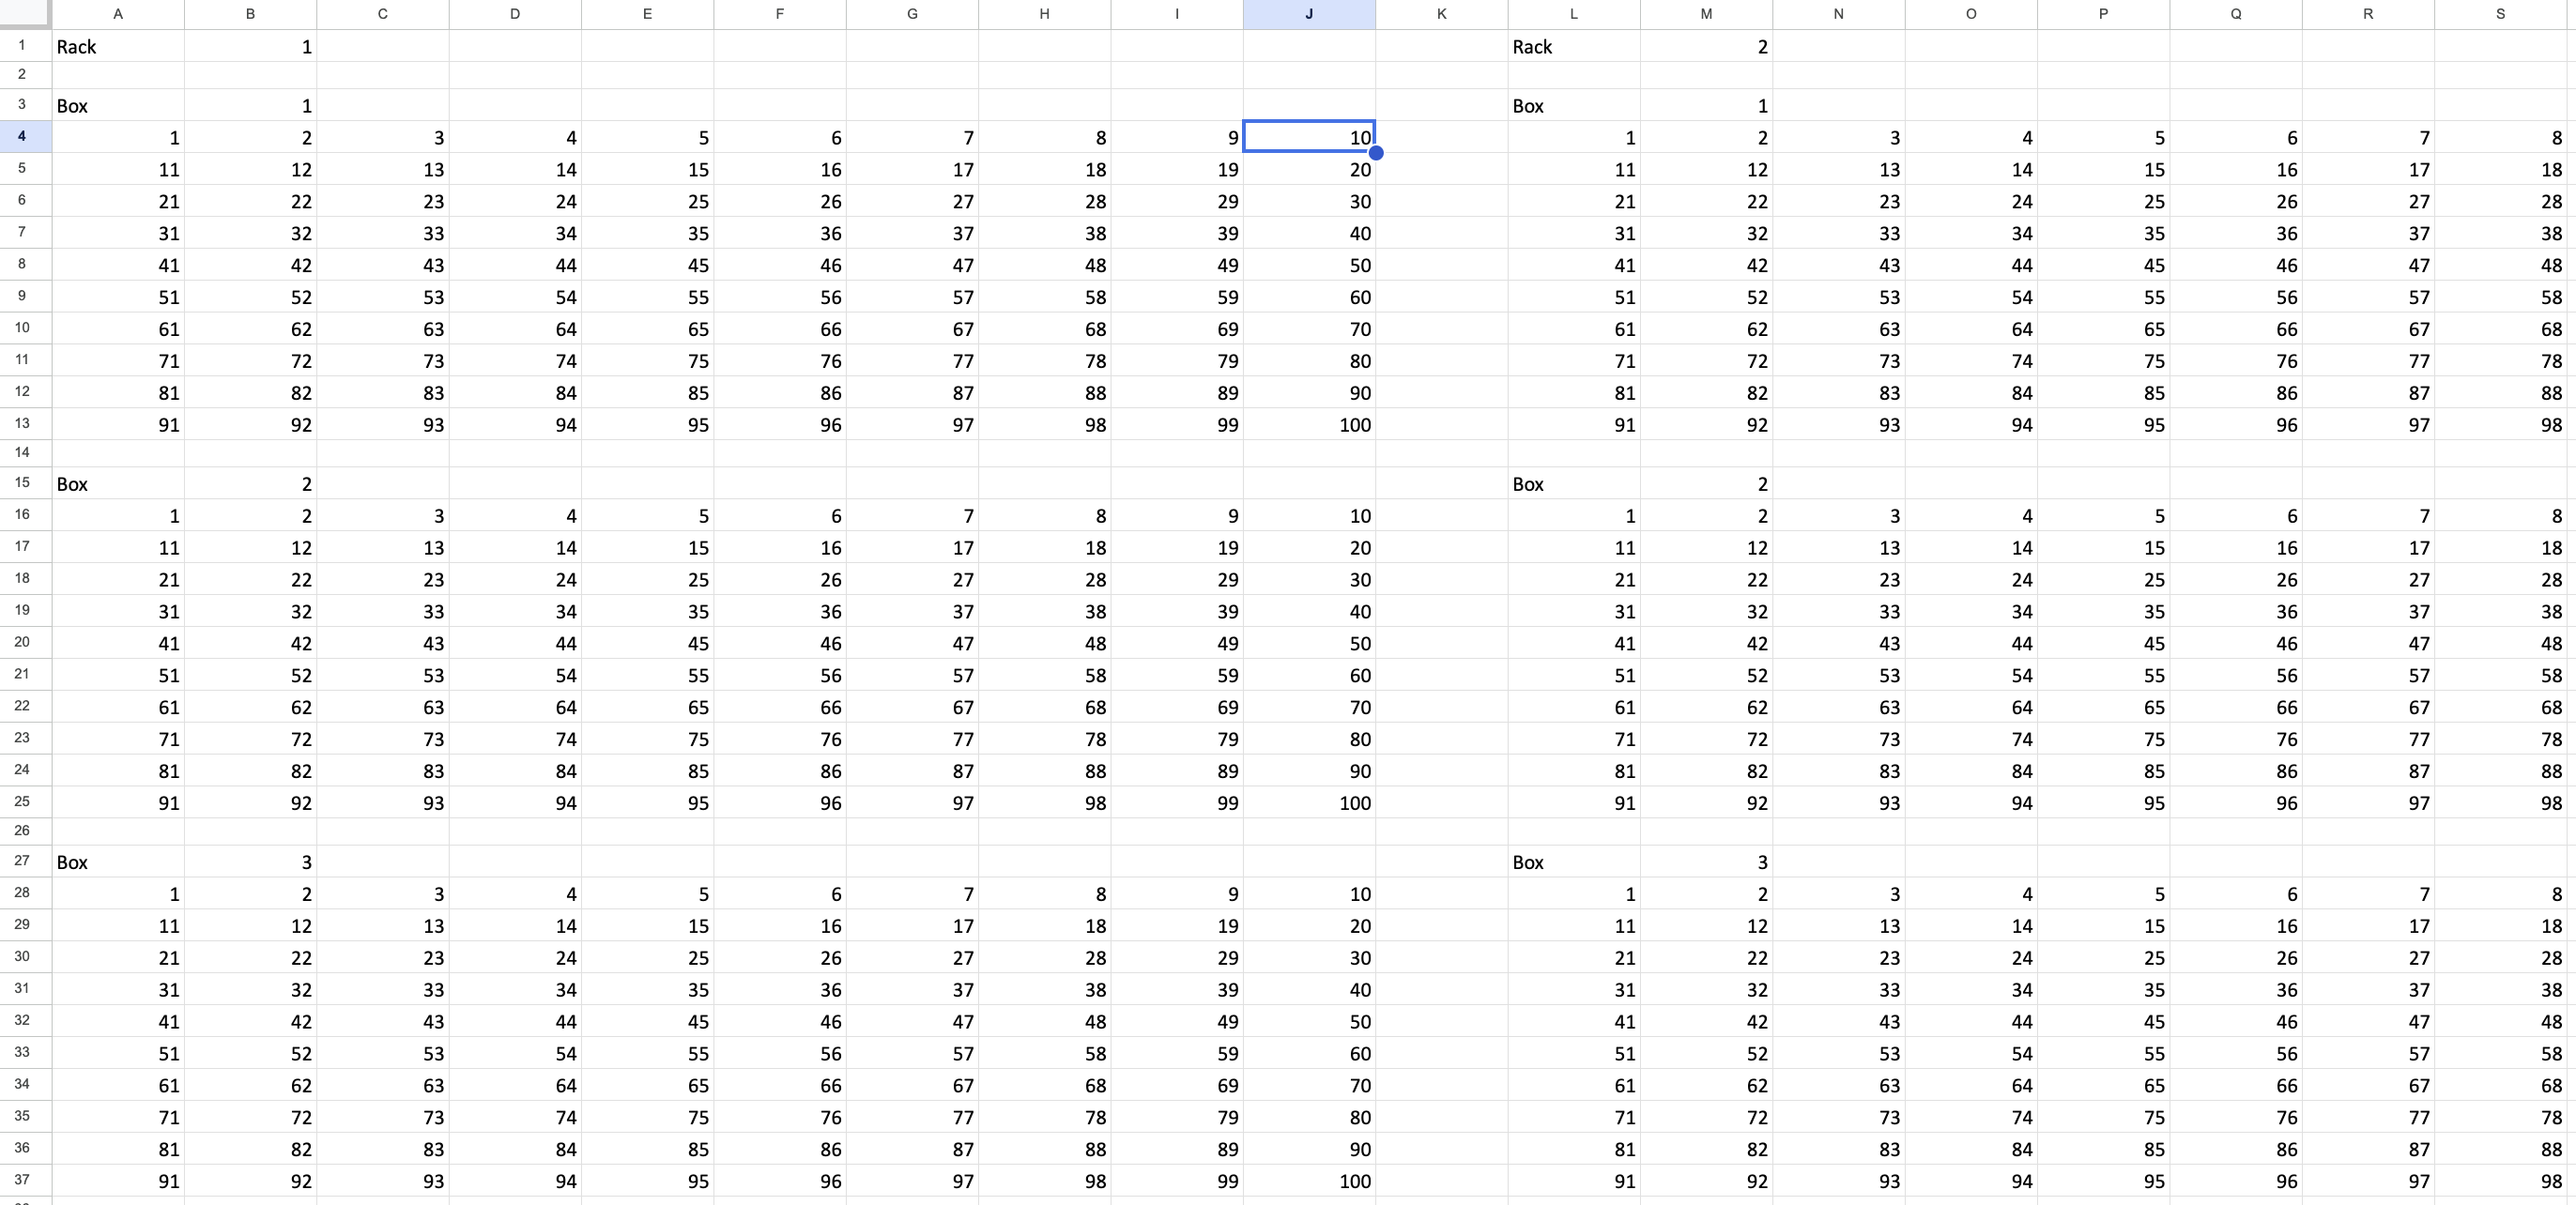 A B C D E F G H I J K L M N O P Q R S
1 Rack 1 Rack 2
2
3 Box 1 Box 1
4 1 2 3 4 5 6 7 8 9 10 1 2 3 4 5 6 7 8
5 11 12 13 14 15 16 17 18 19 20 11 12 13 14 15 16 17 18
6 21 22 23 24 25 26 27 28 29 30 21 22 23 24 25 26 27 28
7 31 32 33 34 35 36 37 38 39 40 31 32 33 34 35 36 37 38
8 41 42 43 44 45 46 47 48 49 50 41 42 43 44 45 46 47 48
9 51 52 53 54 55 56 57 58 59 60 51 52 53 54 55 56 57 58
10 61 62 63 64 65 66 67 68 69 70 61 62 63 64 65 66 67 68
11 71 72 73 74 75 76 77 78 79 80 71 72 73 74 75 76 77 78
12 81 82 83 84 85 86 87 88 89 90 81 82 83 84 85 86 87 88
13 91 92 93 94 95 96 97 98 99 100 91 92 93 94 95 96 97 98
14
15 Box 2 Box 2
16 1 2 3 4 5 6 7 8 9 10 1 2 3 4 5 6 7 8
17 11 12 13 14 15 16 17 18 19 20 11 12 13 14 15 16 17 18
18 21 22 23 24 25 26 27 28 29 30 21 22 23 24 25 26 27 28
19 31 32 33 34 35 36 37 38 39 40 31 32 33 34 35 36 37 38
20 41 42 43 44 45 46 47 48 49 50 41 42 43 44 45 46 47 48
21 51 52 53 54 55 56 57 58 59 60 51 52 53 54 55 56 57 58
22 61 62 63 64 65 66 67 68 69 70 61 62 63 64 65 66 67 68
23 71 72 73 74 75 76 77 78 79 80 71 72 73 74 75 76 77 78
24 81 82 83 84 85 86 87 88 89 90 81 82 83 84 85 86 87 88
25 91 92 93 94 95 96 97 98 99 100 91 92 93 94 95 96 97 98
26
27 Box 3 Box 3
28 1 2 3 4 5 6 7 8 9 10 1 2 3 4 5 6 7 8
29 11 12 13 14 15 16 17 18 19 20 11 12 13 14 15 16 17 18
30 21 22 23 24 25 26 27 28 29 30 21 22 23 24 25 26 27 28
31 31 32 33 34 35 36 37 38 39 40 31 32 33 34 35 36 37 38
32 41 42 43 44 45 46 47 48 49 50 41 42 43 44 45 46 47 48
33 51 52 53 54 55 56 57 58 59 60 51 52 53 54 55 56 57 58
34 61 62 63 64 65 66 67 68 69 70 61 62 63 64 65 66 67 68
35 71 72 73 74 75 76 77 78 79 80 71 72 73 74 75 76 77 78
36 81 82 83 84 85 86 87 88 89 90 81 82 83 84 85 86 87 88
37 91 92 93 94 95 96 97 98 99 100 91 92 93 94 95 96 97 98